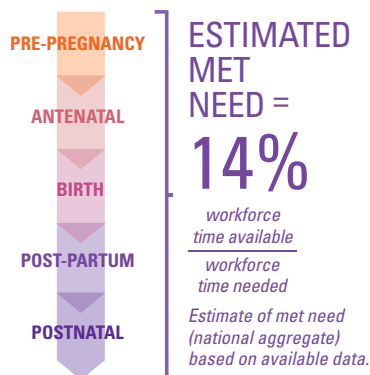 PRE-PREGNANCY
ANTENATAL
BIRTH
POST-PARTUM
POSTNATAL
ESTIMATED
MET
NEED =
14%
workforce
time available
workforce
time needed
Estimate of met need
(national aggregate)
based on available data.